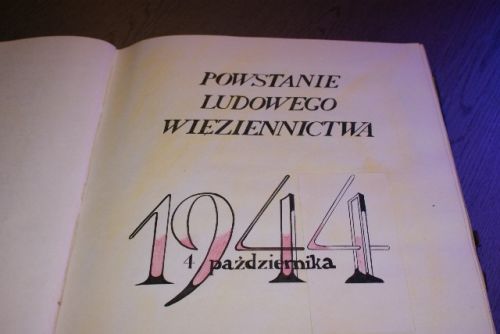 POWSTANIE
LUDOWEGO
WIEZIENNICTWA
1944
4 października